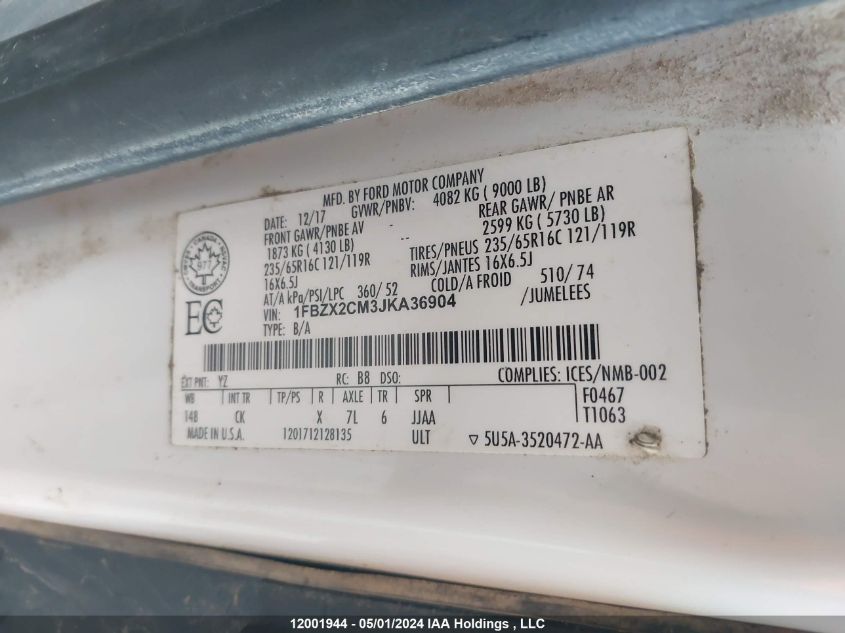 MFD. BY FORD MOTOR COMPANY
DATE: 12/17 GVWR/PNBV: 4082 KG ( 9000 LB)
FRONT GAWR/PNBE AV -- REAR GAWR/ PNBE AR
1873 KG ( 4130 LB) -- 2599 KG ( 5730 LB)
235/65R16C 121/119R TIRES/PNEUS 235/65R16C 121/119R
16X6.5J RIMS/JANTES 16X6.5J
AT/A kPa/PSI/LPC 360/ 52 COLD/A FROID 510/ 74
VIN: 1FBZX2CM3JKA36904 /JUMELEES
TYPE: B/A
CANADA
TRANSPORT
EC
EXT PNT: YZ RC: B8 DSO: COMPLIES: ICES/NMB-002
WB INT TR TP/PS R AXLE TR SPR F0467
148 CK X 7L 6 JJAA T1063
MADE IN U.S.A. 1201712128135 ULT ▽ 5U5A-3520472-AA
12001944 - 05/01/2024 IAA Holdings, LLC